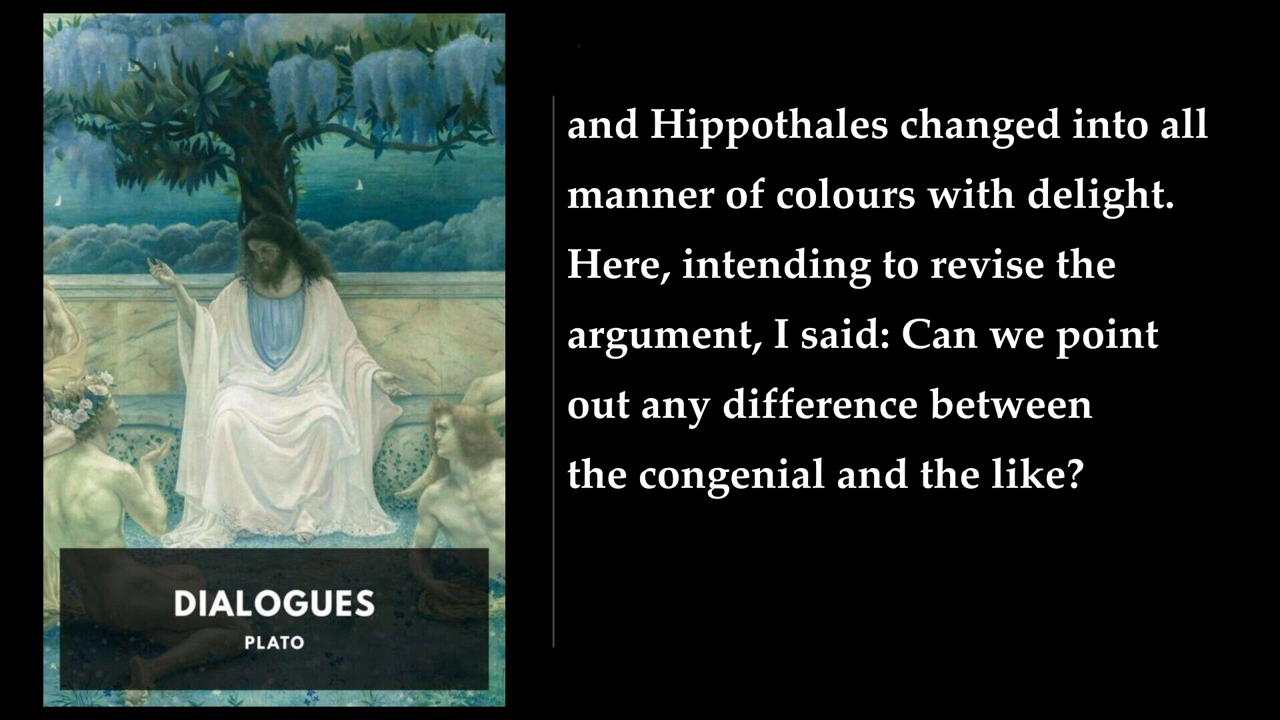 and Hippothales changed into all
manner of colours with delight.
Here, intending to revise the
argument, I said: Can we point
out any difference between
the congenial and the like?
DIALOGUES
PLATO